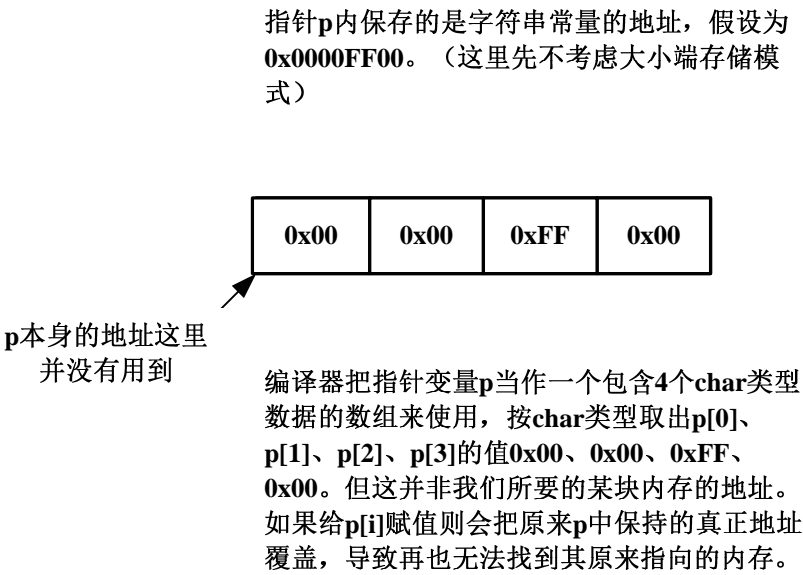 指针p内保存的是字符串常量的地址，假设为
0x0000FF00。（这里先不考虑大小端存储模
式）
0x00 0x00 0xFF 0x00
p本身的地址这里
并没有用到
编译器把指针变量p当作一个包含4个char类型
数据的数组来使用，按char类型取出p[0]、
p[1]、p[2]、p[3]的值0x00、0x00、0xFF、
0x00。但这并非我们所要的某块内存的地址。
如果给p[i]赋值则会把原来p中保持的真正地址
覆盖，导致再也无法找到其原来指向的内存。